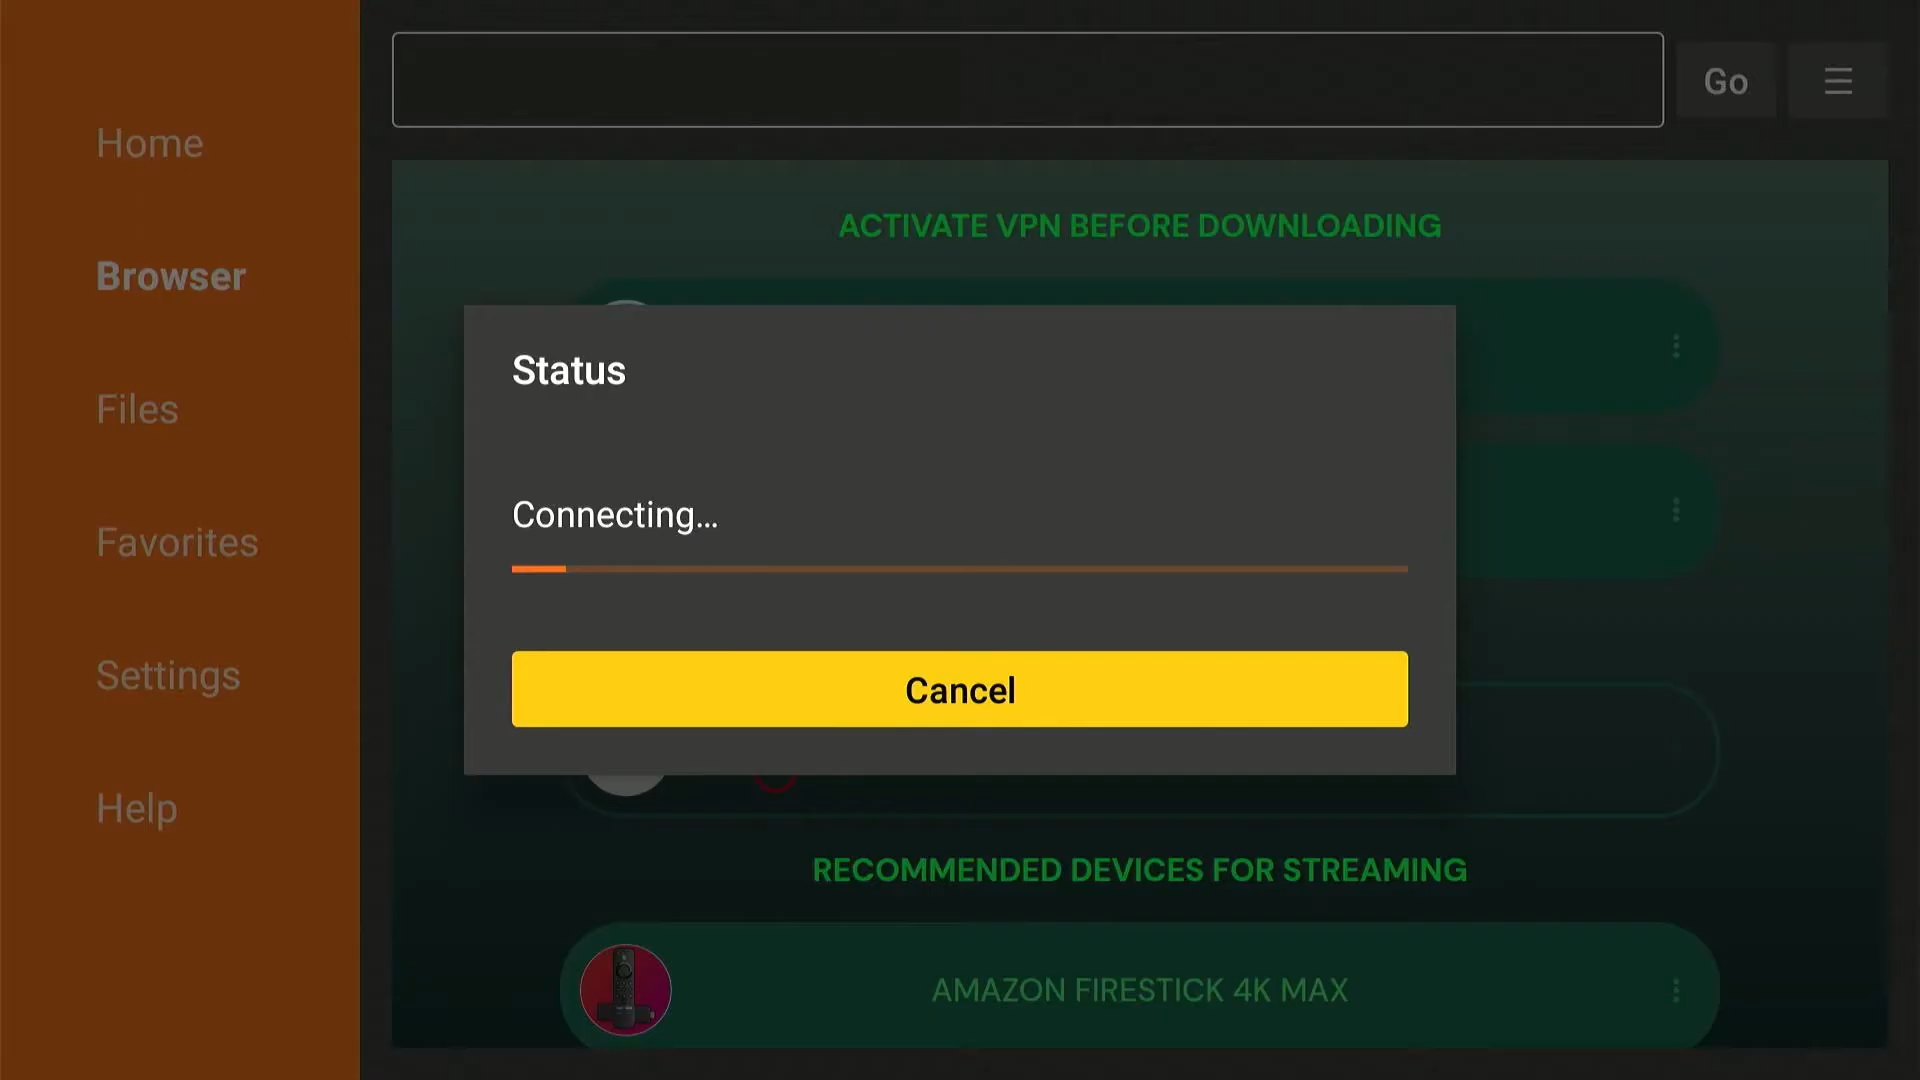 Home
Browser
Files
Favorites
Settings
Help
Go
ACTIVATE VPN BEFORE DOWNLOADING
Status
Connecting...
Cancel
RECOMMENDED DEVICES FOR STREAMING
AMAZON FIRESTICK 4K MAX